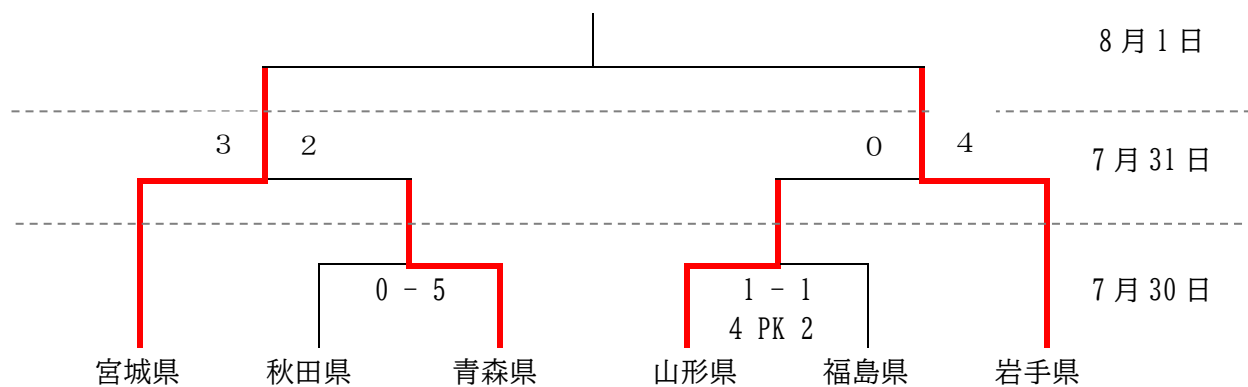 8月1日
3 2 0 4
7月31日
0 - 5 1 - 1
7月30日
4 PK 2
宮城県 秋田県 青森県 山形県 福島県 岩手県